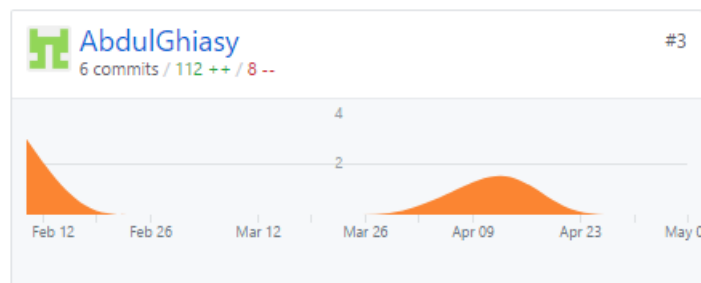 AbdulGhiasy #3
6 commits / 112 ++ / 8 --
4
2
Feb 12 Feb 26 Mar 12 Mar 26 Apr 09 Apr 23 May